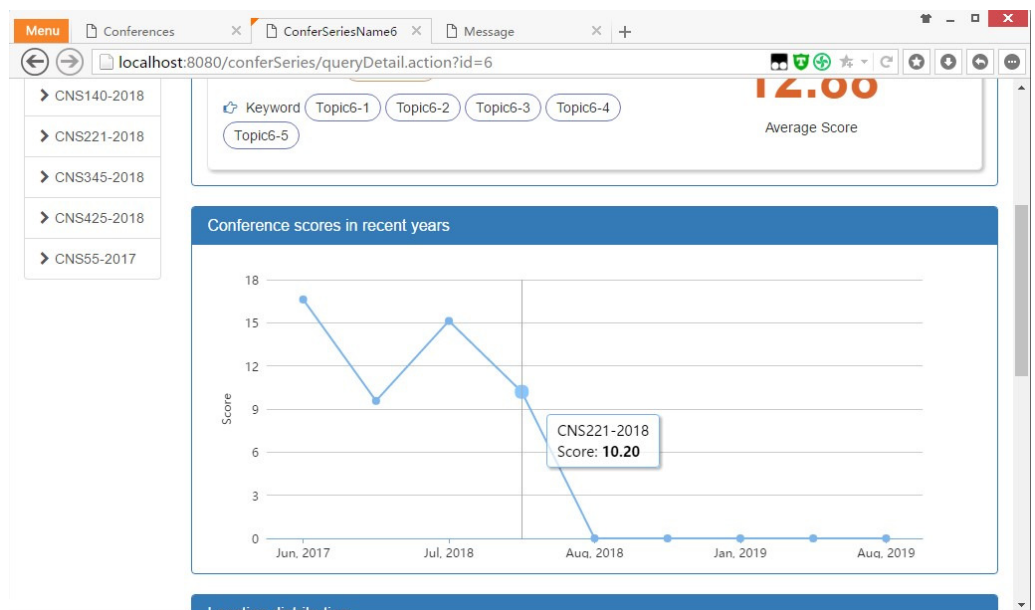 Menu
Conferences
ConferSeriesName6
Message
localhost:8080/conferSeries/queryDetail.action?id=6
CNS140-2018
CNS221-2018
CNS345-2018
CNS425-2018
CNS55-2017
Keyword Topic6-1 Topic6-2 Topic6-3 Topic6-4
Topic6-5
Average Score
Conference scores in recent years
18
15
12
9
6
3
0
Score
CNS221-2018
Score: 10.20
Jun, 2017
Jul, 2018
Aug, 2018
Jan, 2019
Aug, 2019